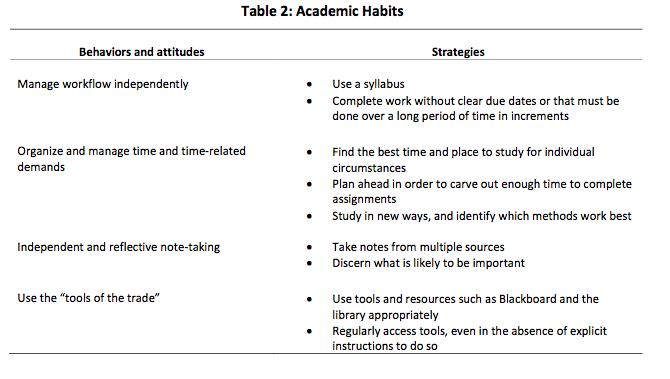 Table 2: Academic Habits
Behaviors and attitudes
Strategies
Manage workflow independently
• Use a syllabus
• Complete work without clear due dates or that must be
done over a long period of time in increments
Organize and manage time and time-related
demands
• Find the best time and place to study for individual
circumstances
• Plan ahead in order to carve out enough time to complete
assignments
• Study in new ways, and identify which methods work best
Independent and reflective note-taking
• Take notes from multiple sources
• Discern what is likely to be important
Use the “tools of the trade”
• Use tools and resources such as Blackboard and the
library appropriately
• Regularly access tools, even in the absence of explicit
instructions to do so